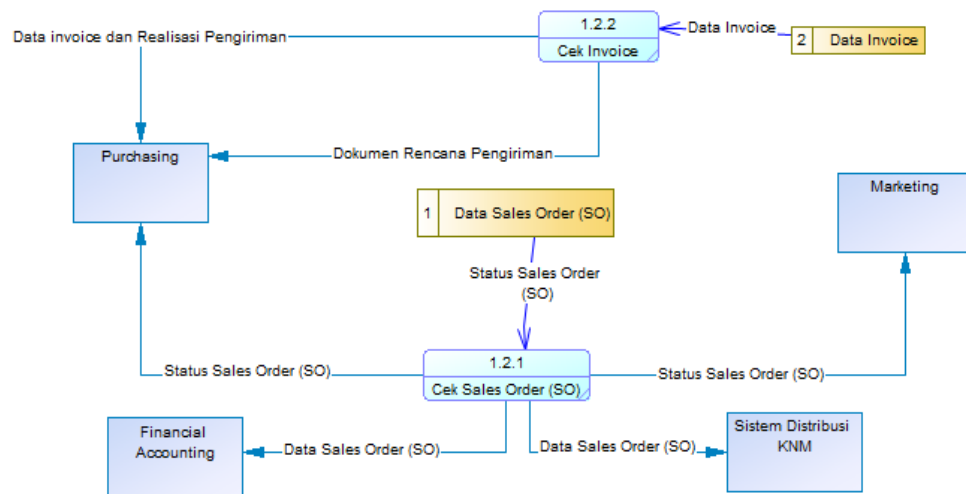 1.2.2
Data invoice dan Realisasi Pengiriman
Data Invoice
2 Data Invoice
Cek Invoice
Purchasing
Dokumen Rencana Pengiriman
Marketing
1 Data Sales Order (SO)
Status Sales Order
(SO)
1.2.1
Status Sales Order (SO)
Status Sales Order (SO)
Cek Sales Order (SO)
Financial
Accounting
Data Sales Order (SO)
Data Sales Order (SO)
Sistem Distribusi
KNM